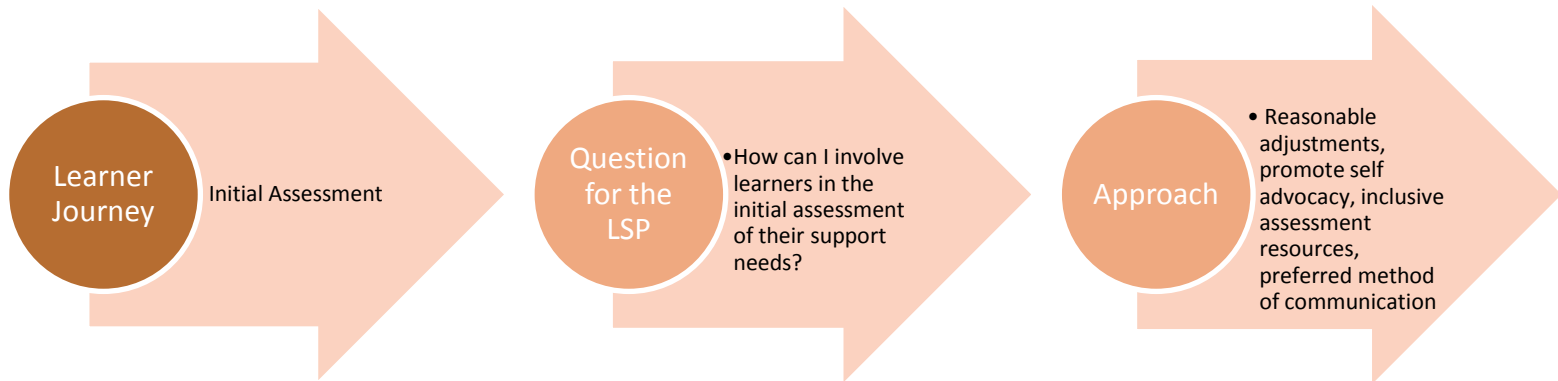 Learner
Journey
Initial Assessment
Question
for the
LSP
•How can I involve
learners in the
initial assessment
of their support
needs?
Approach
• Reasonable
adjustments,
promote self
advocacy, inclusive
assessment
resources,
preferred method
of communication